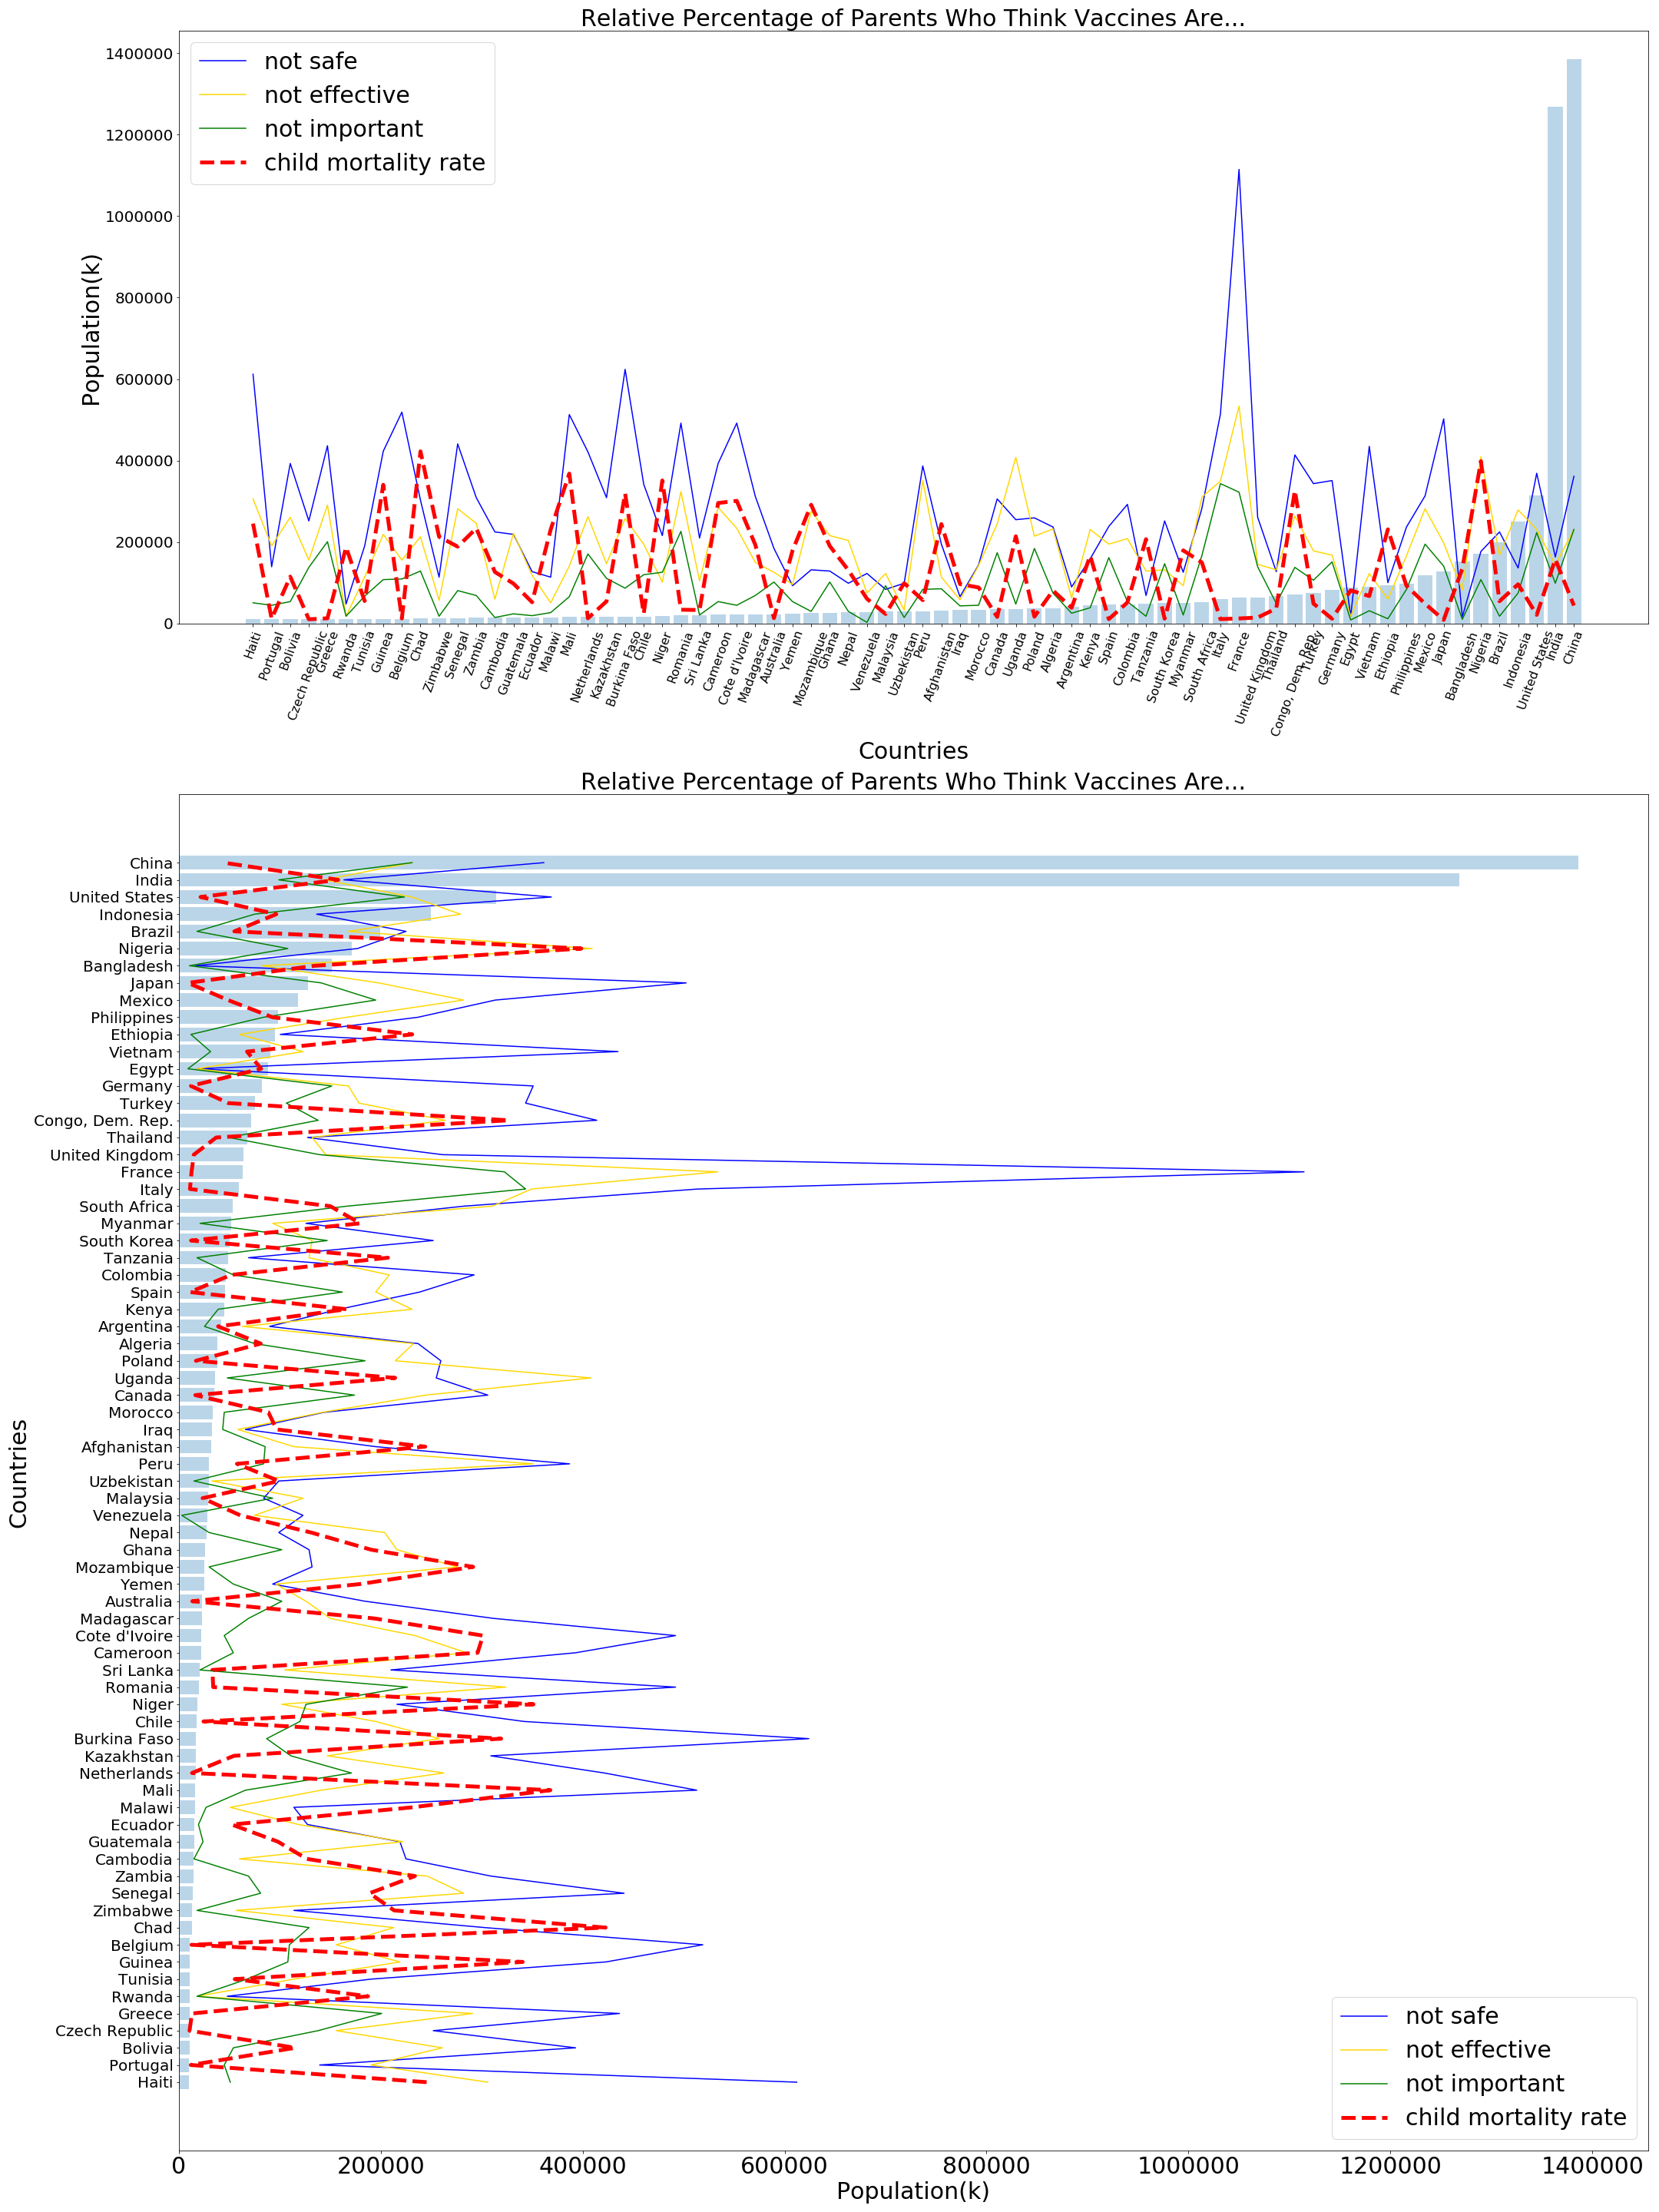 Relative Percentage of Parents Who Think Vaccines Are...
not safe
not effective
not important
child mortality rate
1400000
1200000
1000000
800000
600000
400000
200000
0
Population(k)
Haiti
Portugal
Bolivia
Czech Republic
Greece
Rwanda
Tunisia
Guinea
Belgium
Chad
Zimbabwe
Senegal
Zambia
Cambodia
Guatemala
Ecuador
Malawi
Mali
Netherlands
Kazakhstan
Burkina Faso
Chile
Niger
Romania
Sri Lanka
Cameroon
Cote d'Ivoire
Madagascar
Australia
Yemen
Mozambique
Ghana
Nepal
Venezuela
Malaysia
Uzbekistan
Peru
Afghanistan
Iraq
Morocco
Canada
Uganda
Poland
Algeria
Argentina
Kenya
Spain
Colombia
Tanzania
South Korea
Myanmar
South Africa
Italy
France
United Kingdom
Thailand
Congo, Dem. Rep.
Turkey
Germany
Egypt
Vietnam
Ethiopia
Philippines
Mexico
Japan
Bangladesh
Nigeria
Brazil
Indonesia
United States
India
China
Countries
Relative Percentage of Parents Who Think Vaccines Are...
China
India
United States
Indonesia
Brazil
Nigeria
Bangladesh
Japan
Mexico
Philippines
Ethiopia
Vietnam
Egypt
Germany
Turkey
Congo, Dem. Rep.
Thailand
United Kingdom
France
Italy
South Africa
Myanmar
South Korea
Tanzania
Colombia
Spain
Kenya
Argentina
Algeria
Poland
Uganda
Canada
Morocco
Iraq
Afghanistan
Peru
Uzbekistan
Malaysia
Venezuela
Nepal
Ghana
Mozambique
Yemen
Australia
Madagascar
Cote d'Ivoire
Cameroon
Sri Lanka
Romania
Niger
Chile
Burkina Faso
Kazakhstan
Netherlands
Mali
Malawi
Ecuador
Guatemala
Cambodia
Zambia
Senegal
Zimbabwe
Chad
Belgium
Guinea
Tunisia
Rwanda
Greece
Czech Republic
Bolivia
Portugal
Haiti
Countries
not safe
not effective
not important
child mortality rate
0 200000 400000 600000 800000 1000000 1200000 1400000
Population(k)